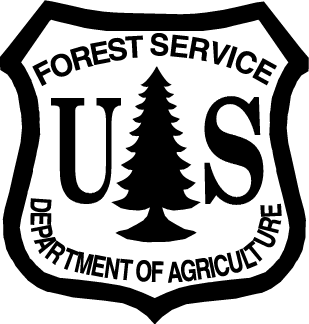 FOREST SERVICE
U S
DEPARTMENT OF AGRICULTURE